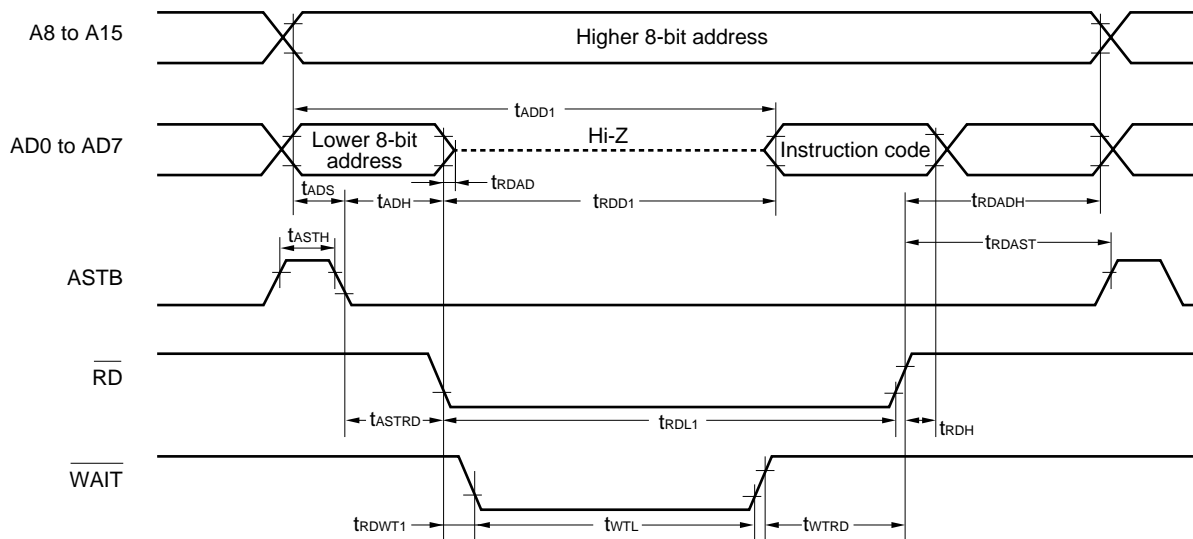 A8 to A15
Higher 8-bit address
tADD1
AD0 to AD7
Lower 8-bit
address
Hi-Z
Instruction code
tRDAD
tADS
tADH
tRDD1
tRDADH
tASTH
tRDAST
ASTB
RD
tASTRD
tRDL1
tRDH
WAIT
tRDWT1
tWTL
tWTRD